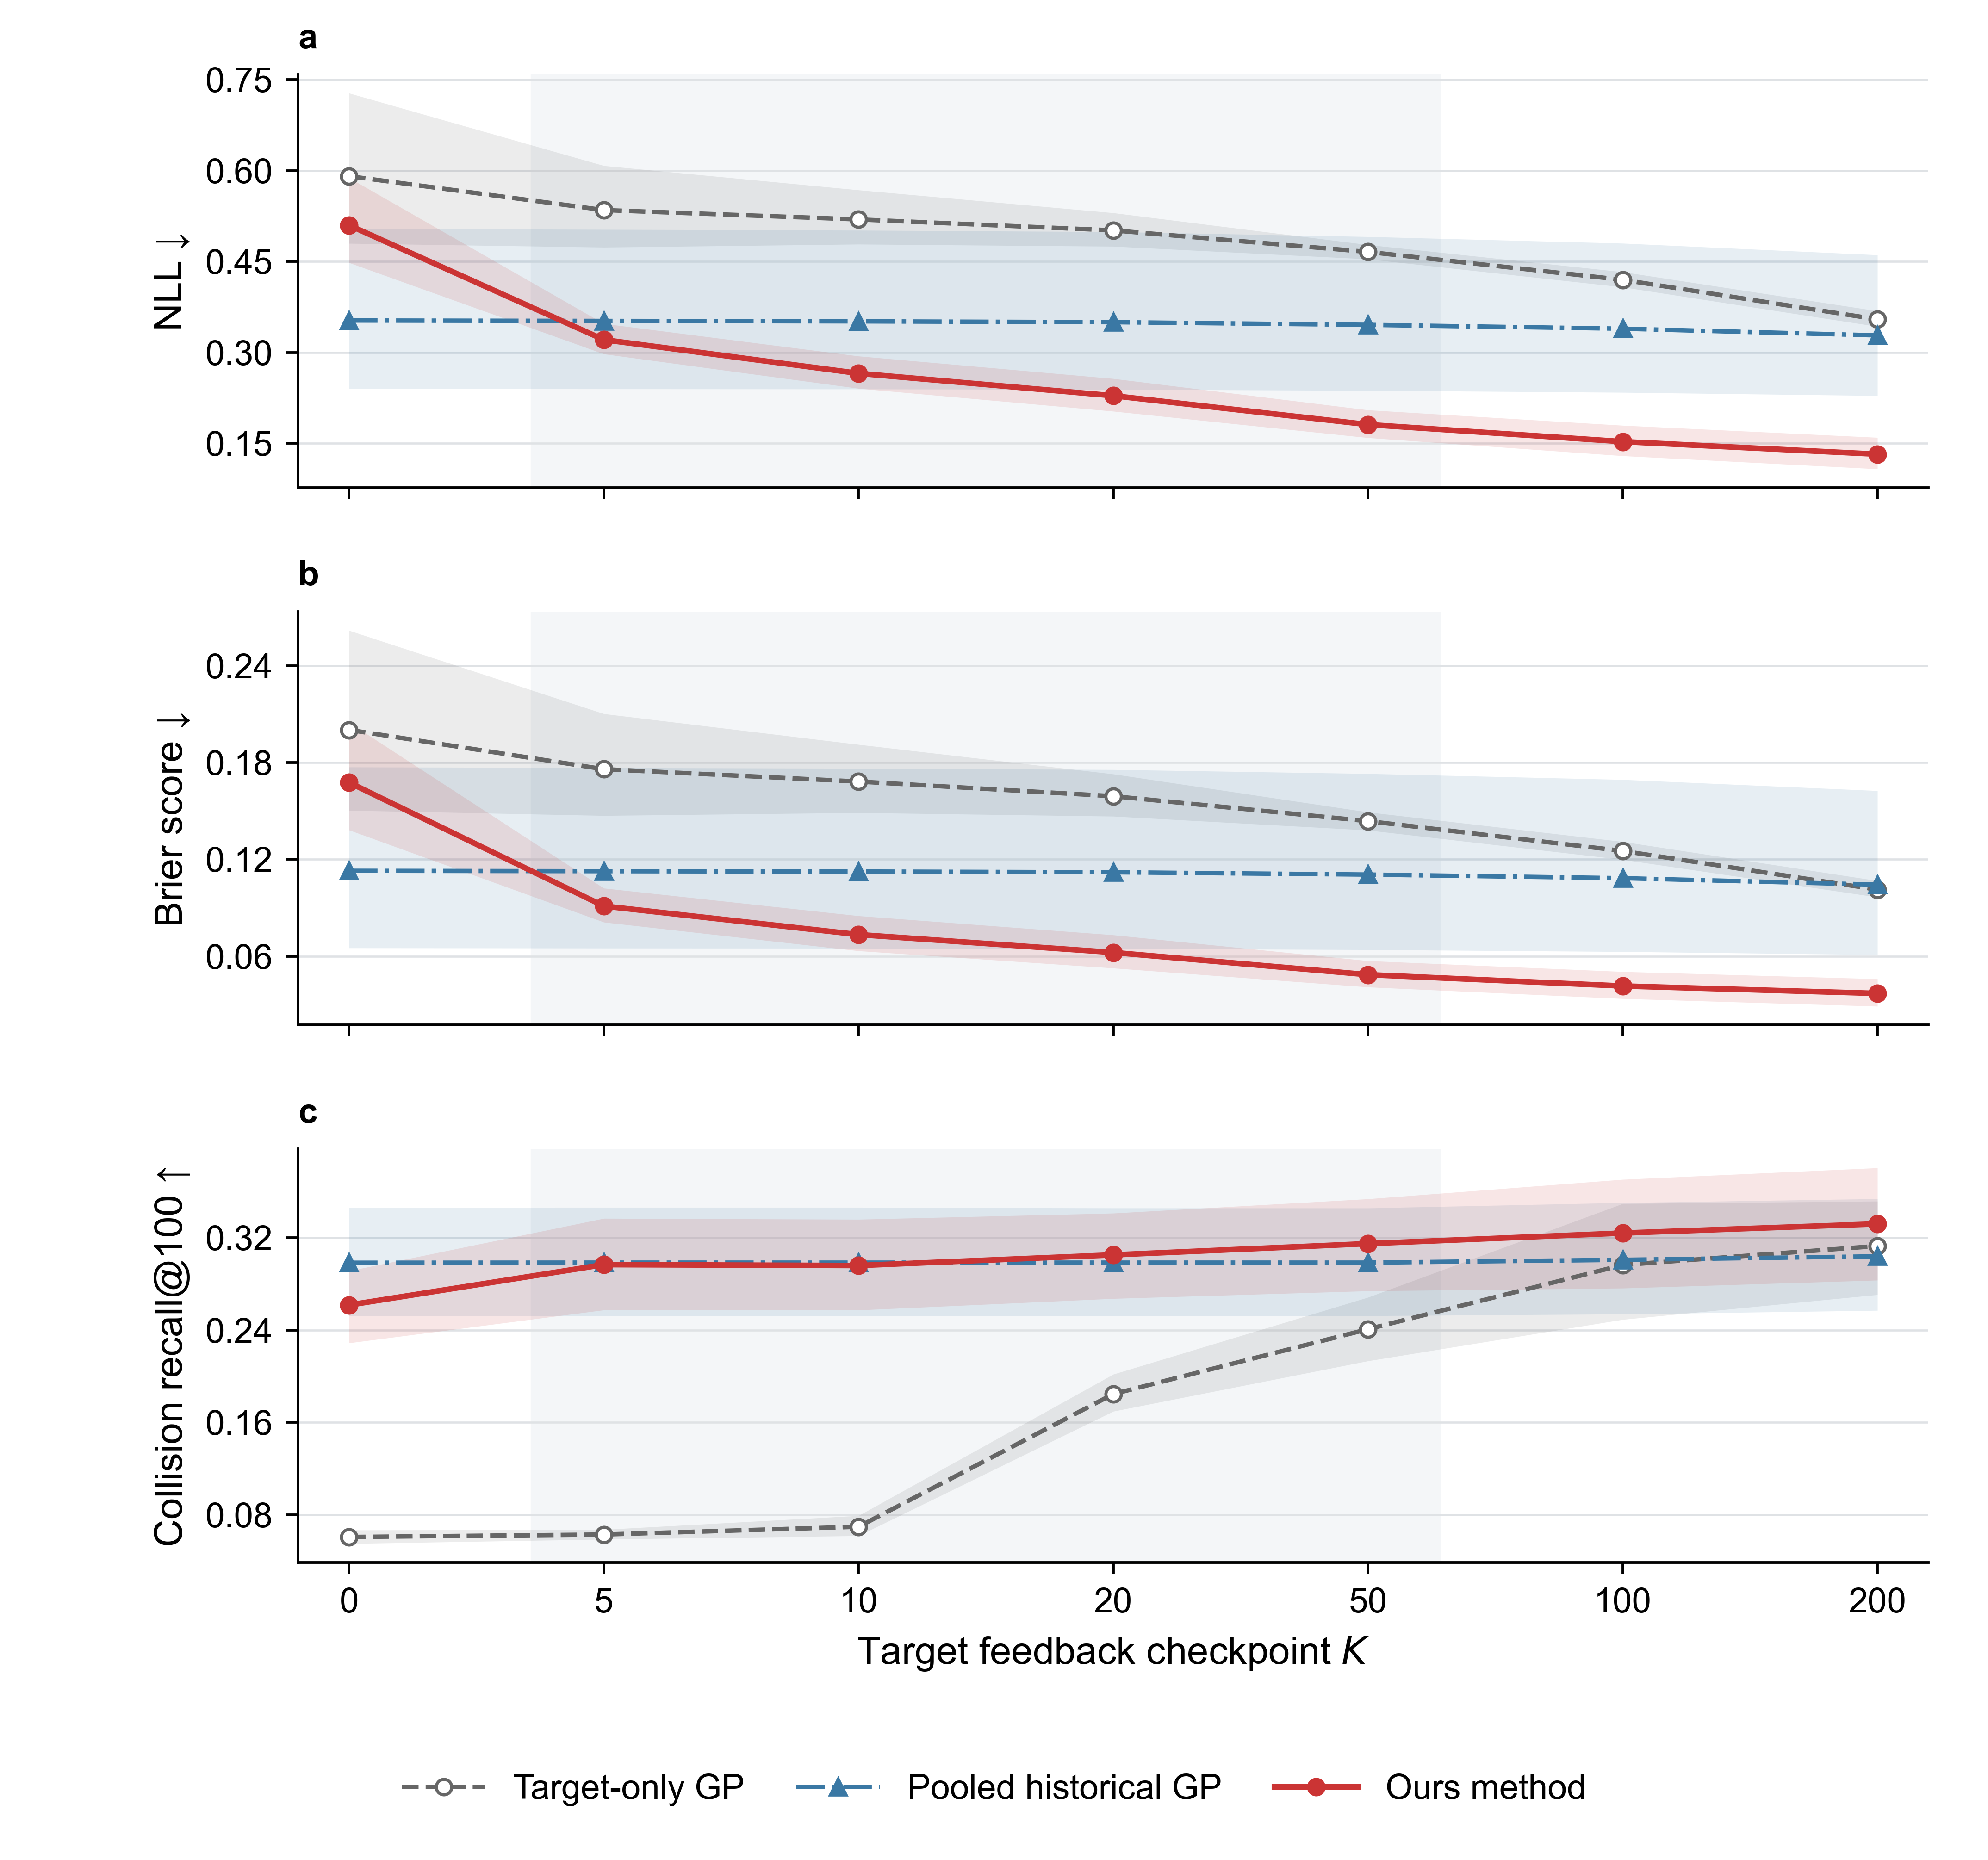 a
0.75
0.60
0.45
0.30
0.15
NLL ↓
b
0.24
0.18
0.12
0.06
Brier score ↓
c
0.32
0.24
0.16
0.08
Collision recall@100 ↑
0 5 10 20 50 100 200
Target feedback checkpoint K
Target-only GP Pooled historical GP Ours method